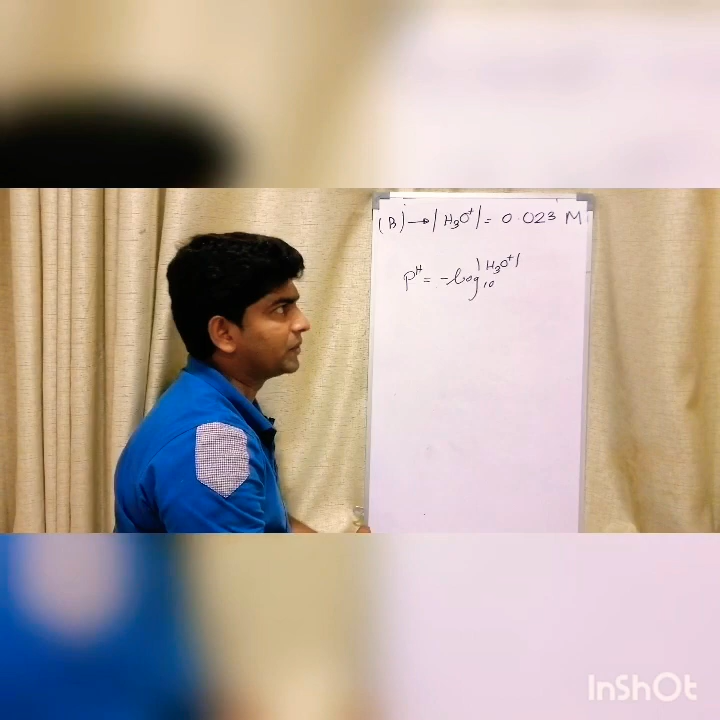 (B) → |H₃O⁺| = 0.023 M
pᴴ = -log₁₀|H₃O⁺|
InShOt